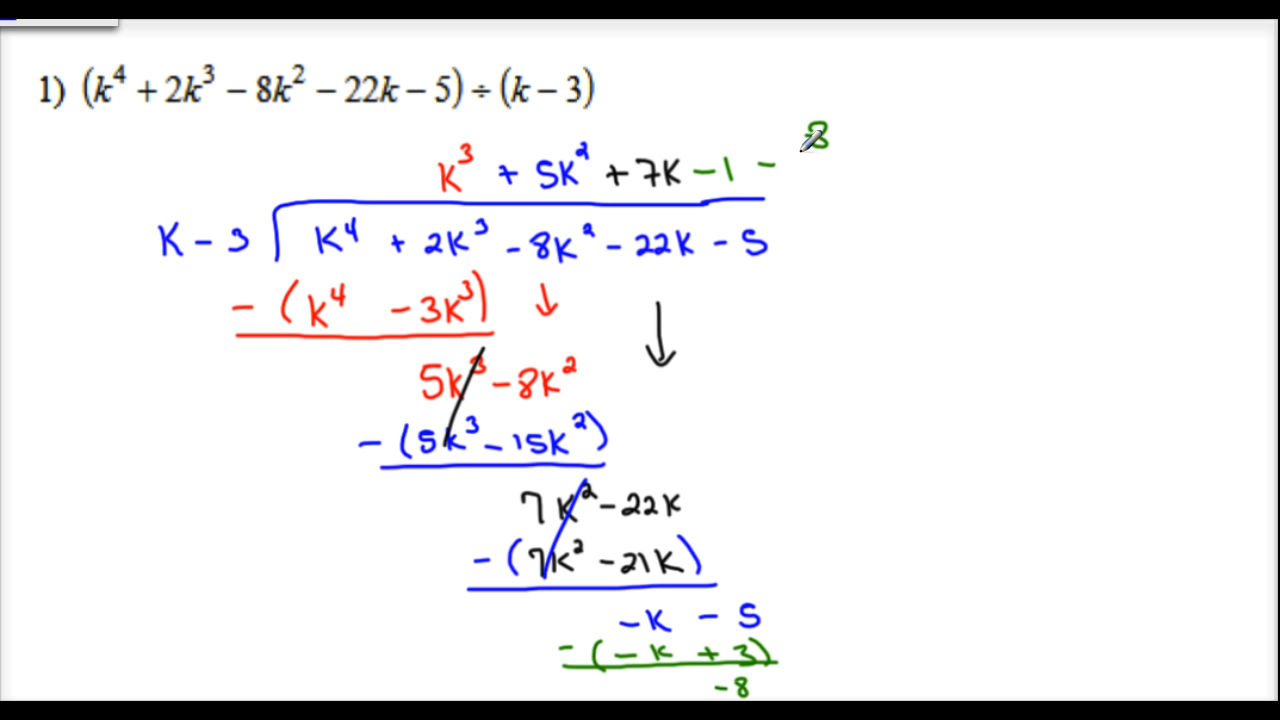 1) (k⁴ + 2k³ − 8k² − 22k − 5) ÷ (k − 3)
8
K³ + 5K² + 7K − 1 −
K − 3 K⁴ + 2K³ − 8K² − 22K − 5
− (K⁴ − 3K³) ↓ ↓
5K³ − 8K²
− (5K³ − 15K²)
7K² − 22K
− (7K² − 21K)
− K − 5
− (− K + 3)
− 8